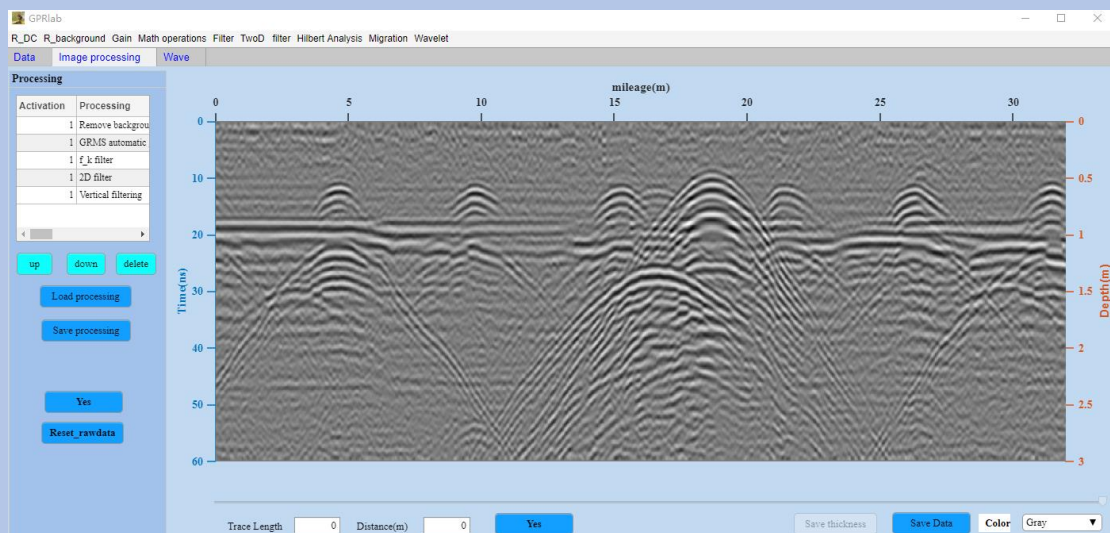 GPRlab
R_DC R_background Gain Math operations Filter TwoD filter Hilbert Analysis Migration Wavelet
Data Image processing Wave
Processing
Activation Processing
1 Remove backgrou
1 GRMS automatic
1 f_k filter
1 2D filter
1 Vertical filtering
up down delete
Load processing
Save processing
Yes
Reset_rawdata
mileage(m)
0 5 10 15 20 25 30
Time(ns)
0
10
20
30
40
50
60
Depth(m)
0
0.5
1
1.5
2
2.5
3
Trace Length 0 Distance(m) 0 Yes Save thickness Save Data Color Gray